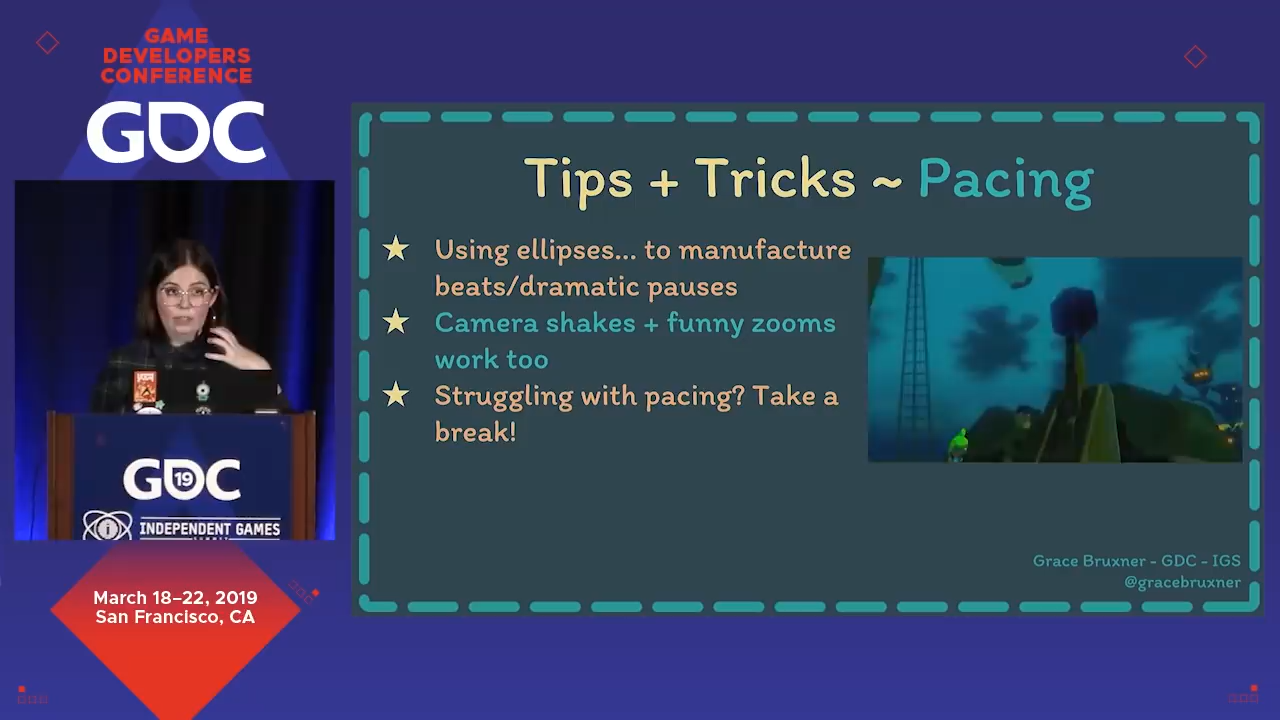 GAME
DEVELOPERS
CONFERENCE
GDC
Tips + Tricks ~ Pacing
★ Using ellipses... to manufacture
beats/dramatic pauses
★ Camera shakes + funny zooms
work too
★ Struggling with pacing? Take a
break!
Grace Bruxner - GDC - IGS
@gracebruxner
GDC
19
INDEPENDENT GAMES
March 18–22, 2019
San Francisco, CA